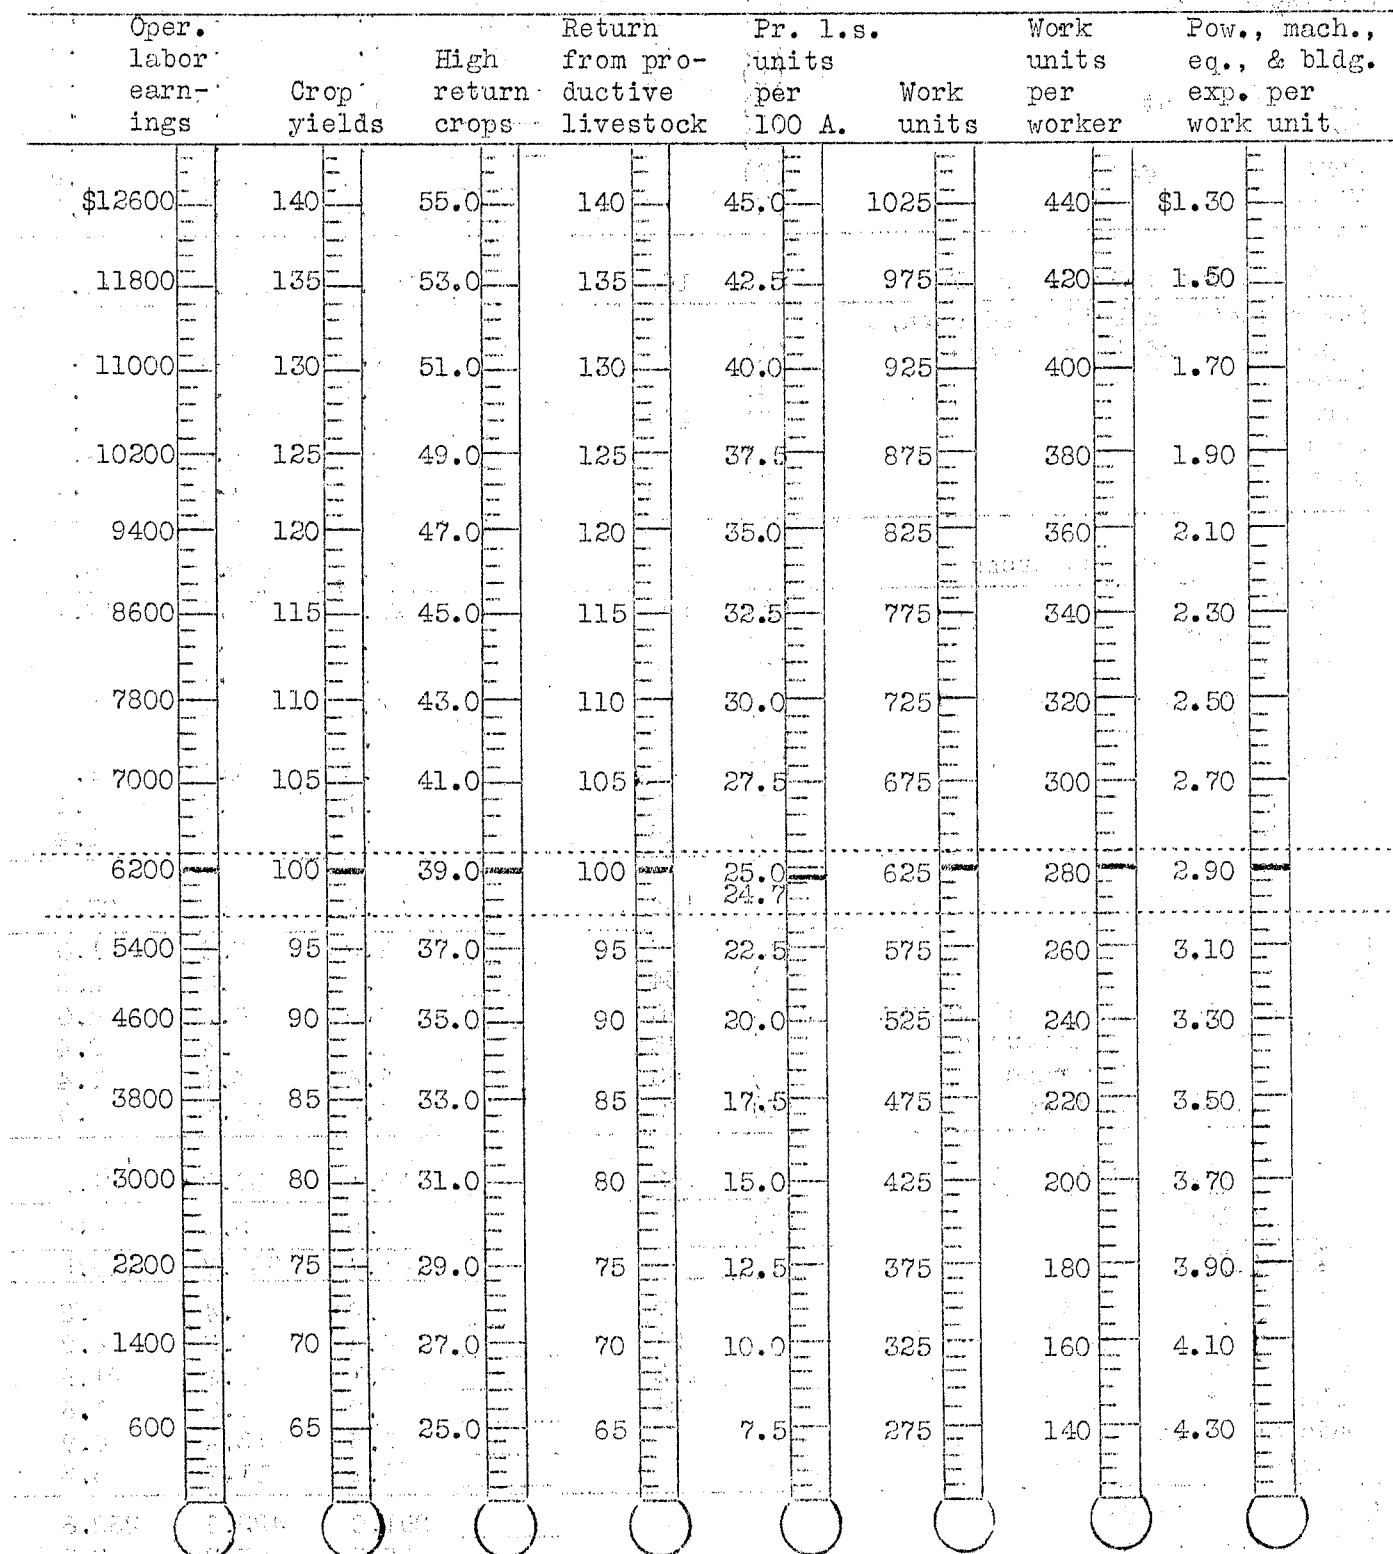 Oper. Return Pr. l.s. Work Pow., mach.,
labor High from pro- units units eq., & bldg.
earn- Crop return ductive per Work per exp. per
ings yields crops livestock 100 A. units worker work unit
$12600 140 55.0 140 45.0 1025 440 $1.30
11800 135 53.0 135 42.5 975 420 1.50
11000 130 51.0 130 40.0 925 400 1.70
10200 125 49.0 125 37.5 875 380 1.90
9400 120 47.0 120 35.0 825 360 2.10
8600 115 45.0 115 32.5 775 340 2.30
7800 110 43.0 110 30.0 725 320 2.50
7000 105 41.0 105 27.5 675 300 2.70
6200 100 39.0 100 25.0 625 280 2.90
24.7
5400 95 37.0 95 22.5 575 260 3.10
4600 90 35.0 90 20.0 525 240 3.30
3800 85 33.0 85 17.5 475 220 3.50
3000 80 31.0 80 15.0 425 200 3.70
2200 75 29.0 75 12.5 375 180 3.90
1400 70 27.0 70 10.0 325 160 4.10
600 65 25.0 65 7.5 275 140 4.30